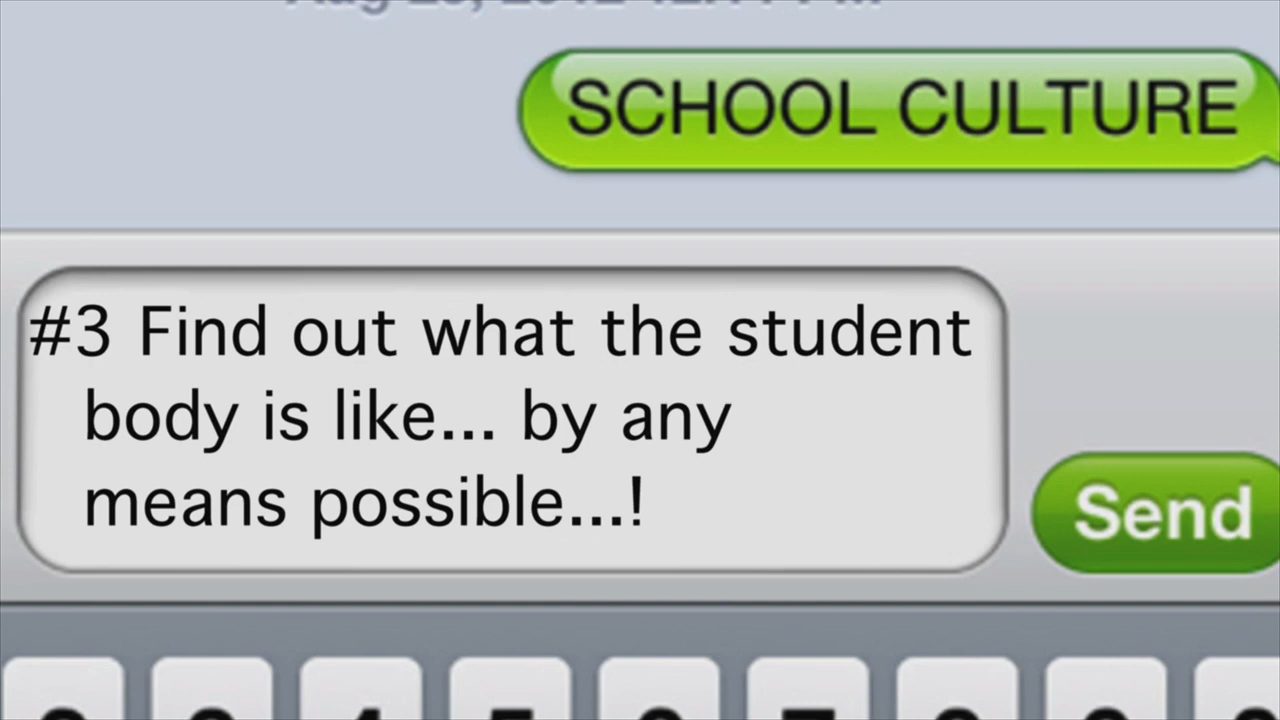 SCHOOL CULTURE
#3 Find out what the student
body is like... by any
means possible...!
Send